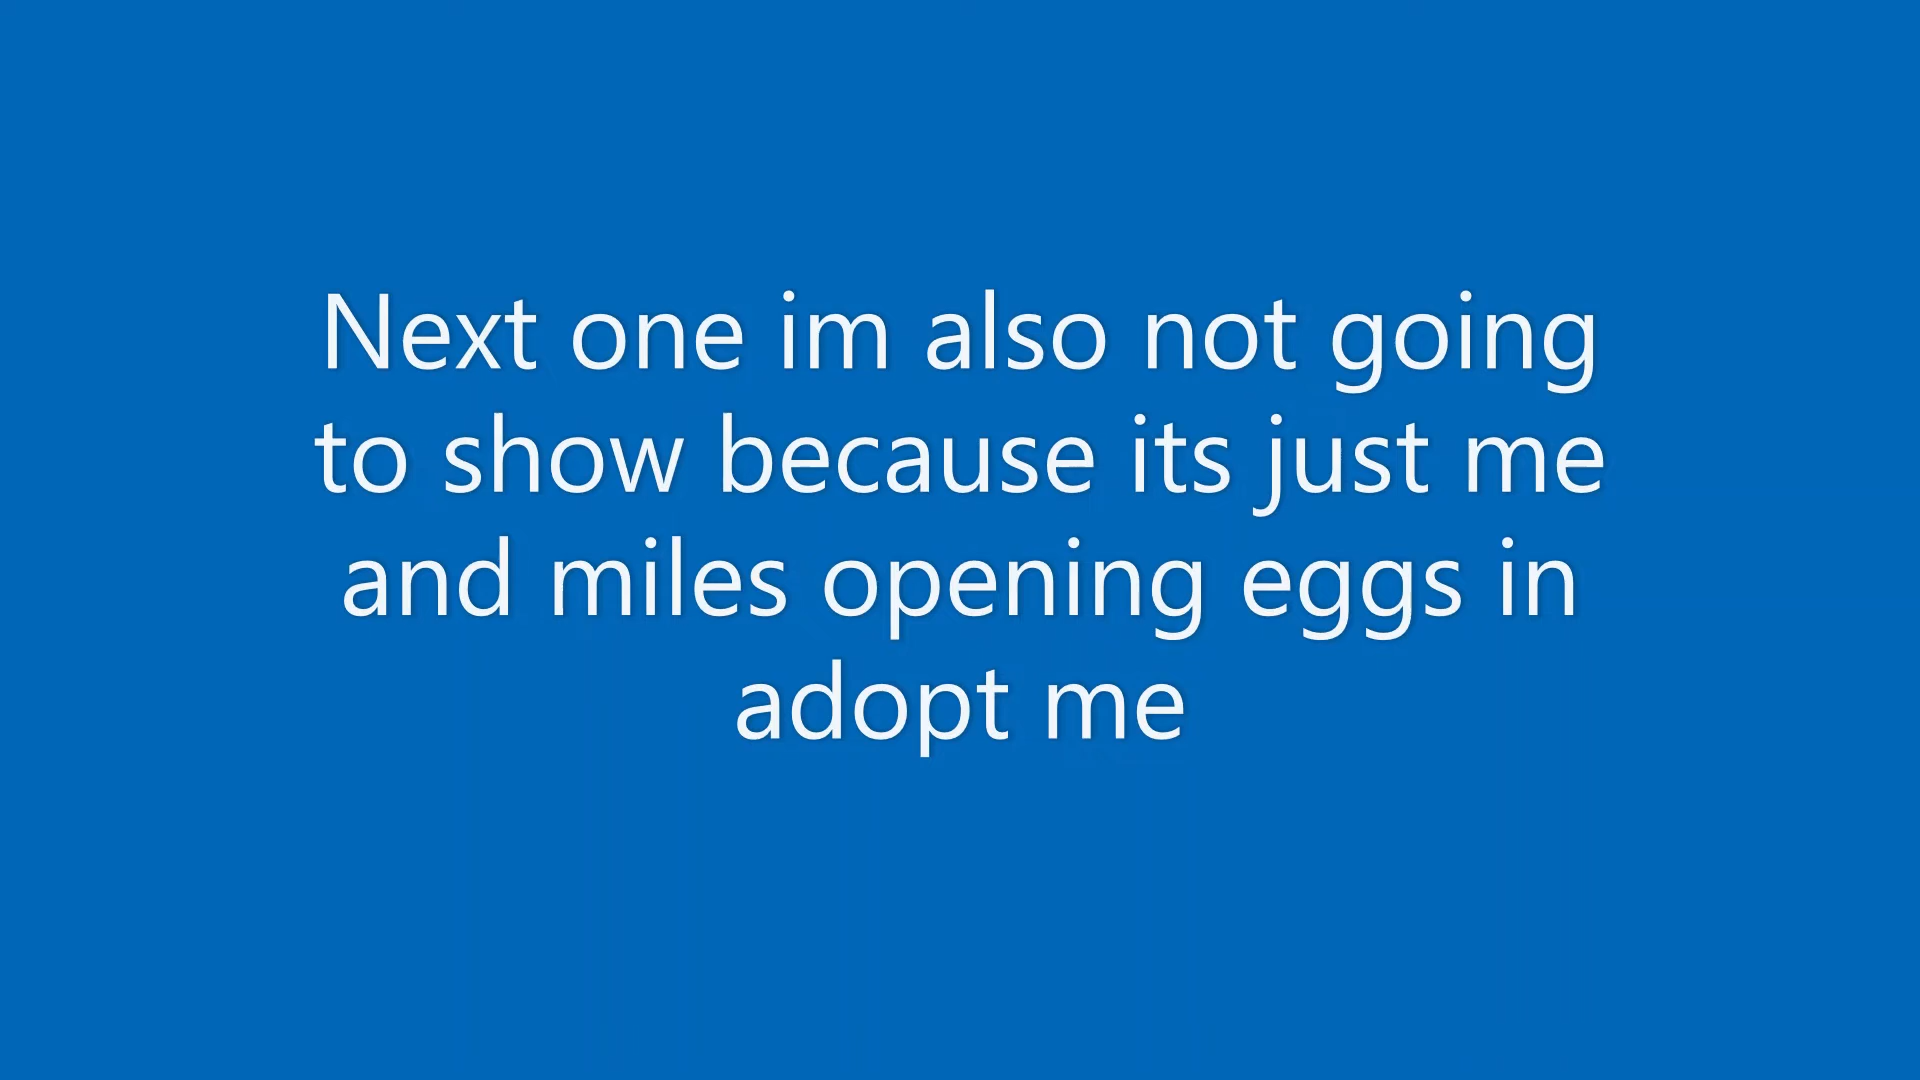 Next one im also not going
to show because its just me
and miles opening eggs in
adopt me